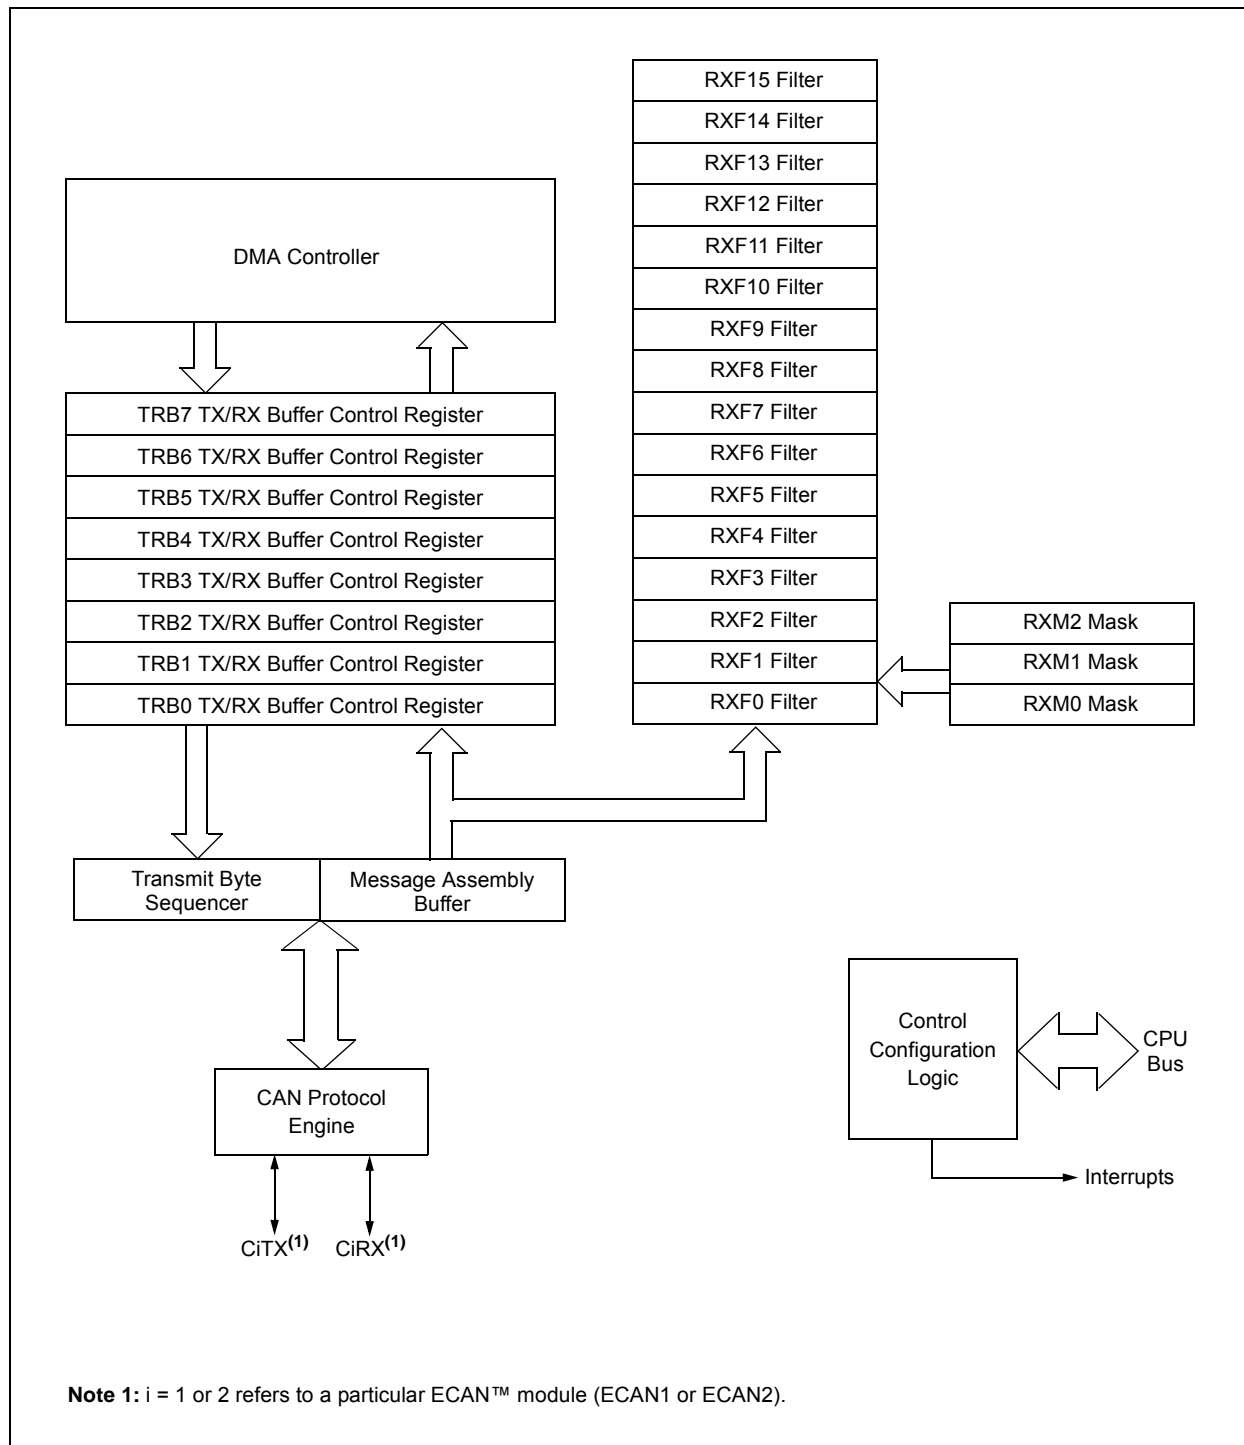 RXF15 Filter
RXF14 Filter
RXF13 Filter
RXF12 Filter
RXF11 Filter
RXF10 Filter
RXF9 Filter
RXF8 Filter
RXF7 Filter
RXF6 Filter
RXF5 Filter
RXF4 Filter
RXF3 Filter
RXF2 Filter
RXF1 Filter
RXF0 Filter
DMA Controller
TRB7 TX/RX Buffer Control Register
TRB6 TX/RX Buffer Control Register
TRB5 TX/RX Buffer Control Register
TRB4 TX/RX Buffer Control Register
TRB3 TX/RX Buffer Control Register
TRB2 TX/RX Buffer Control Register
TRB1 TX/RX Buffer Control Register
TRB0 TX/RX Buffer Control Register
RXM2 Mask
RXM1 Mask
RXM0 Mask
Transmit Byte
Sequencer
Message Assembly
Buffer
CAN Protocol
Engine
CiTX(1)
CiRX(1)
Control
Configuration
Logic
CPU
Bus
Interrupts
Note 1: i = 1 or 2 refers to a particular ECAN™ module (ECAN1 or ECAN2).